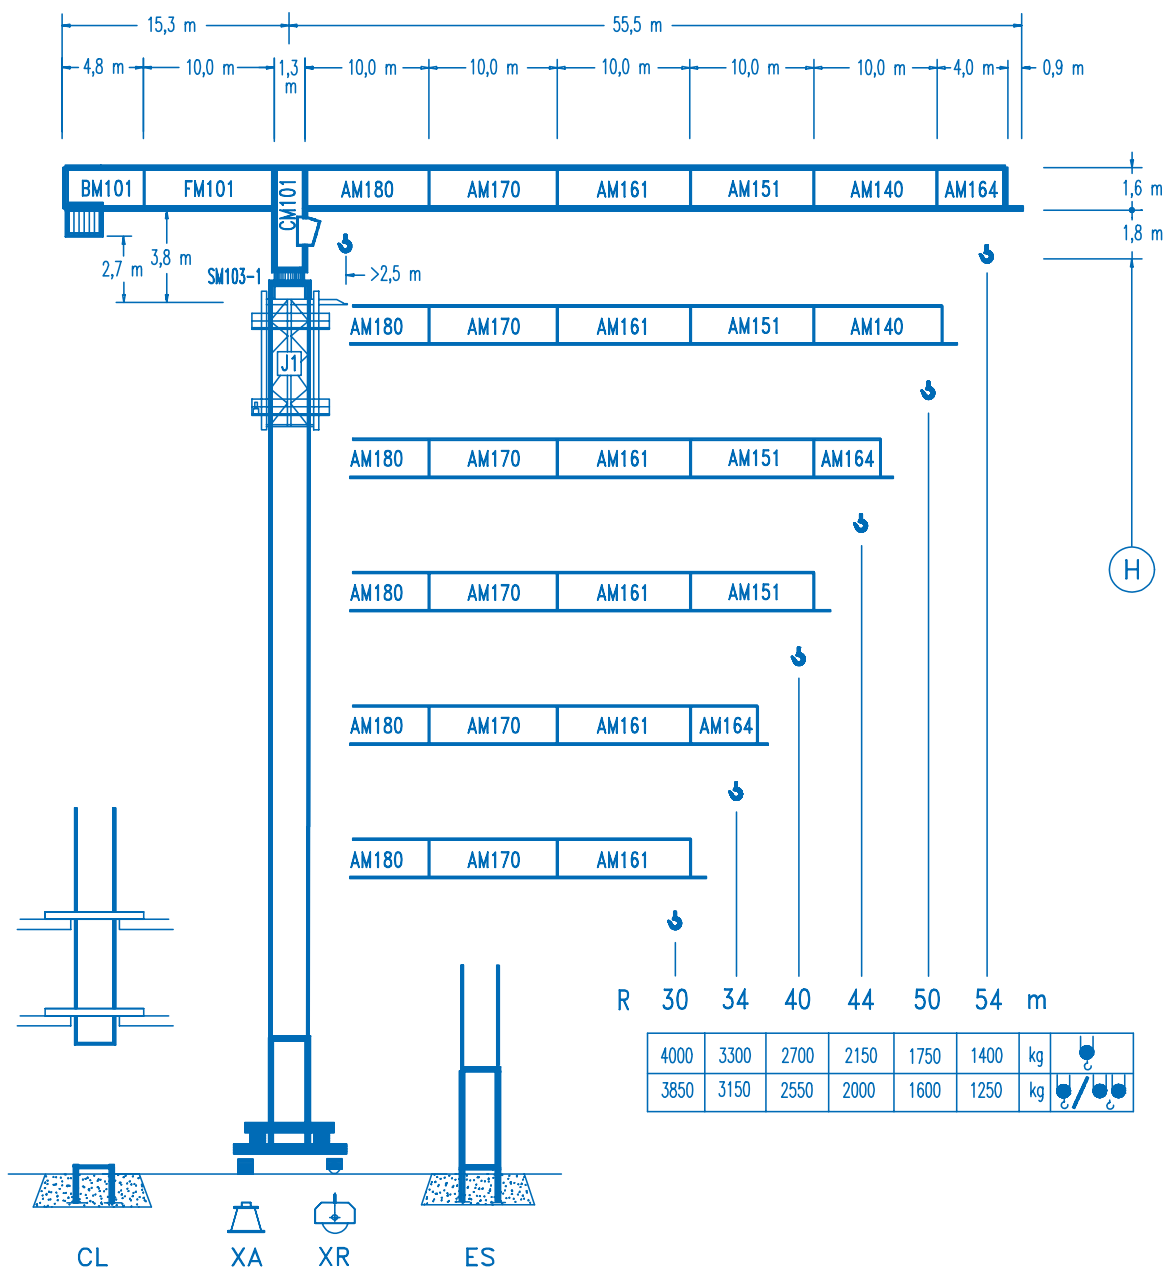 15,3 m 55,5 m
4,8 m 10,0 m 1,3 m 10,0 m 10,0 m 10,0 m 10,0 m 10,0 m 4,0 m 0,9 m
BM101 FM101 CM101 AM180 AM170 AM161 AM151 AM140 AM164
1,6 m
1,8 m
2,7 m 3,8 m SM103-1 >2,5 m
AM180 AM170 AM161 AM151 AM140
J1
AM180 AM170 AM161 AM151 AM164
H
AM180 AM170 AM161 AM151
AM180 AM170 AM161 AM164
AM180 AM170 AM161
R 30 34 40 44 50 54 m
4000 3300 2700 2150 1750 1400 kg
3850 3150 2550 2000 1600 1250 kg
CL XA XR ES